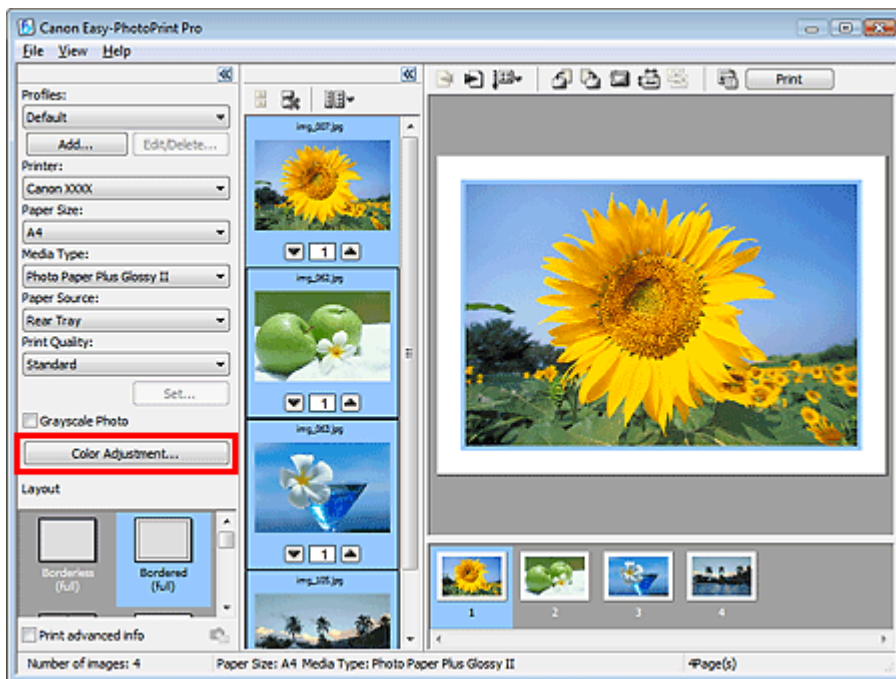 Canon Easy-PhotoPrint Pro
File View Help
Profiles:
Default
Add... Edit/Delete...
Printer:
Canon XXXX
Paper Size:
A4
Media Type:
Photo Paper Plus Glossy II
Paper Source:
Rear Tray
Print Quality:
Standard
Set...
Grayscale Photo
Color Adjustment...
Layout
Borderless
(full)
Bordered
(full)
Print advanced info
img_007.jpg
1
img_062.jpg
1
img_063.jpg
1
img_105.jpg
Print
1 2 3 4
Number of images: 4 Paper Size: A4 Media Type: Photo Paper Plus Glossy II 4Page(s)